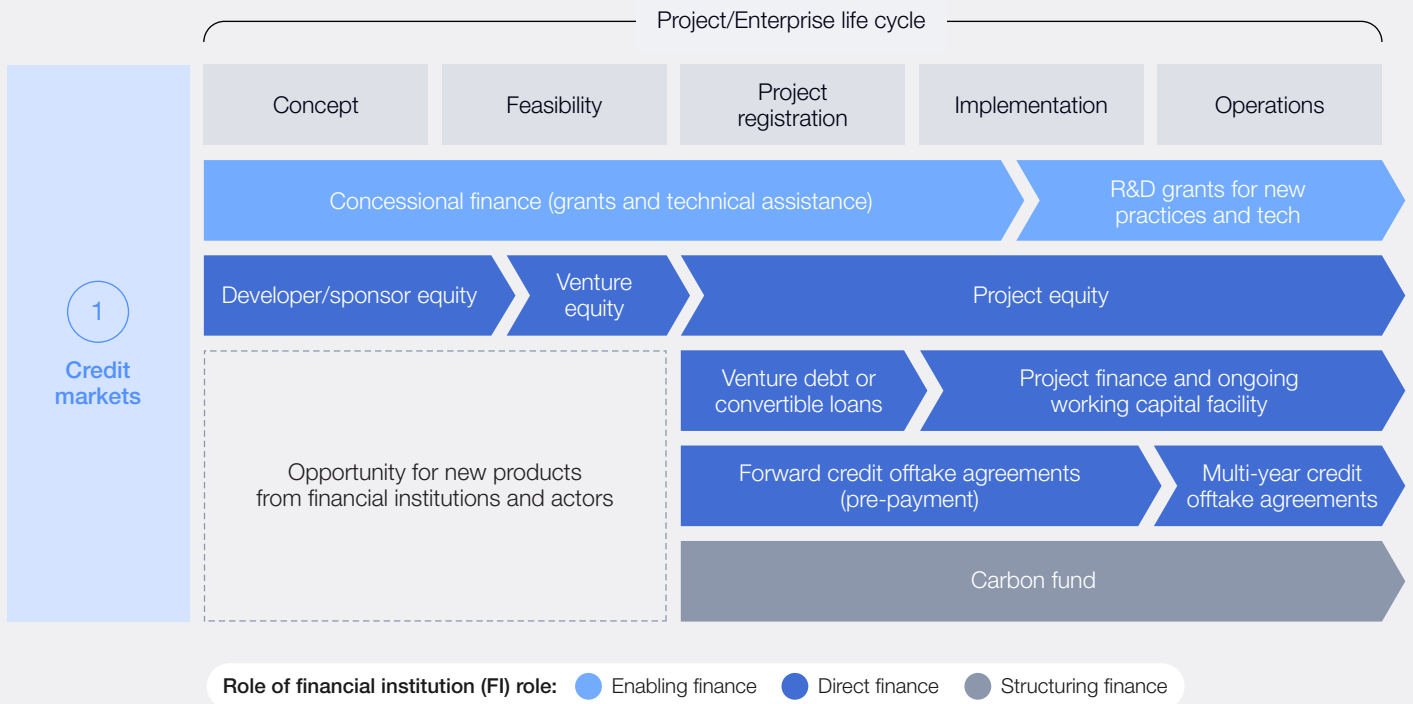 Project/Enterprise life cycle
Concept
Feasibility
Project
registration
Implementation
Operations
1
Credit
markets
Concessional finance (grants and technical assistance)
R&D grants for new
practices and tech
Developer/sponsor equity
Venture
equity
Project equity
Opportunity for new products
from financial institutions and actors
Venture debt or
convertible loans
Project finance and ongoing
working capital facility
Forward credit offtake agreements
(pre-payment)
Multi-year credit
offtake agreements
Carbon fund
Role of financial institution (FI) role:
Enabling finance
Direct finance
Structuring finance